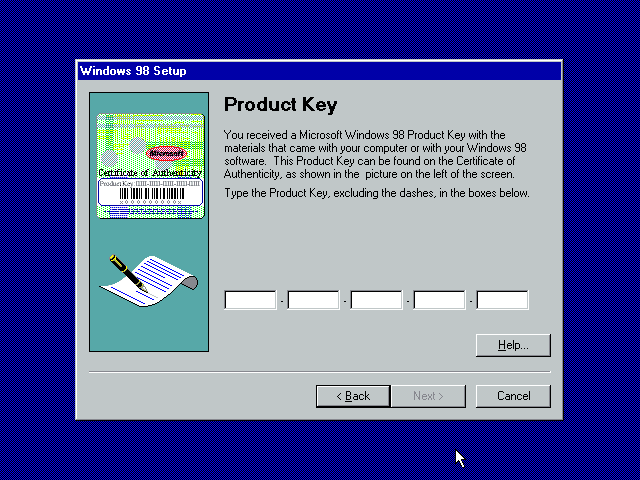 Windows 98 Setup
Product Key
You received a Microsoft Windows 98 Product Key with the
materials that came with your computer or with your Windows 98
software. This Product Key can be found on the Certificate of
Authenticity, as shown in the picture on the left of the screen.
Type the Product Key, excluding the dashes, in the boxes below.
Microsoft
Certificate of Authenticity
Product Key
- - - -
Help...
< Back
Next >
Cancel